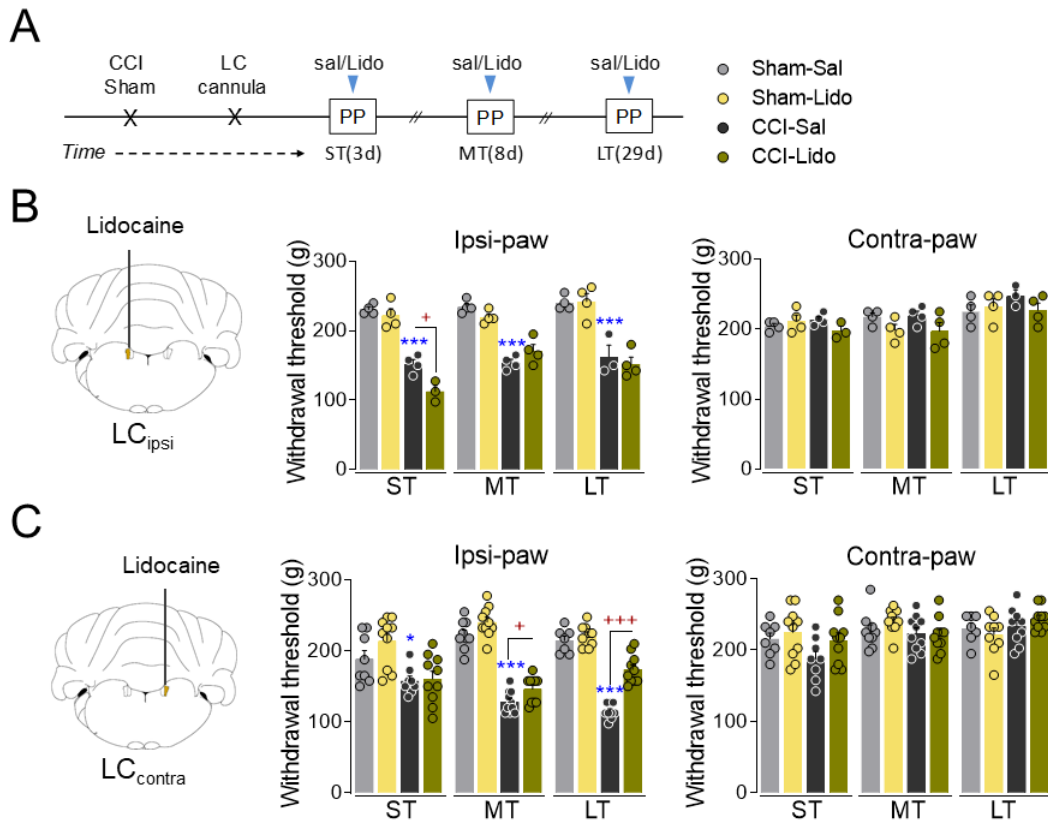 A
CCI
Sham
LC
cannula
sal/Lido
sal/Lido
sal/Lido
X
X
PP
PP
PP
Time
ST(3d)
MT(8d)
LT(29d)
Sham-Sal
Sham-Lido
CCI-Sal
CCI-Lido
B
Lidocaine
LCipsi
Ipsi-paw
Withdrawal threshold (g)
300
200
100
0
***
+
***
***
ST
MT
LT
Contra-paw
Withdrawal threshold (g)
300
200
100
0
ST
MT
LT
C
Lidocaine
LCcontra
Ipsi-paw
Withdrawal threshold (g)
300
200
100
0
*
***
+
***
+++
ST
MT
LT
Contra-paw
Withdrawal threshold (g)
300
200
100
0
ST
MT
LT